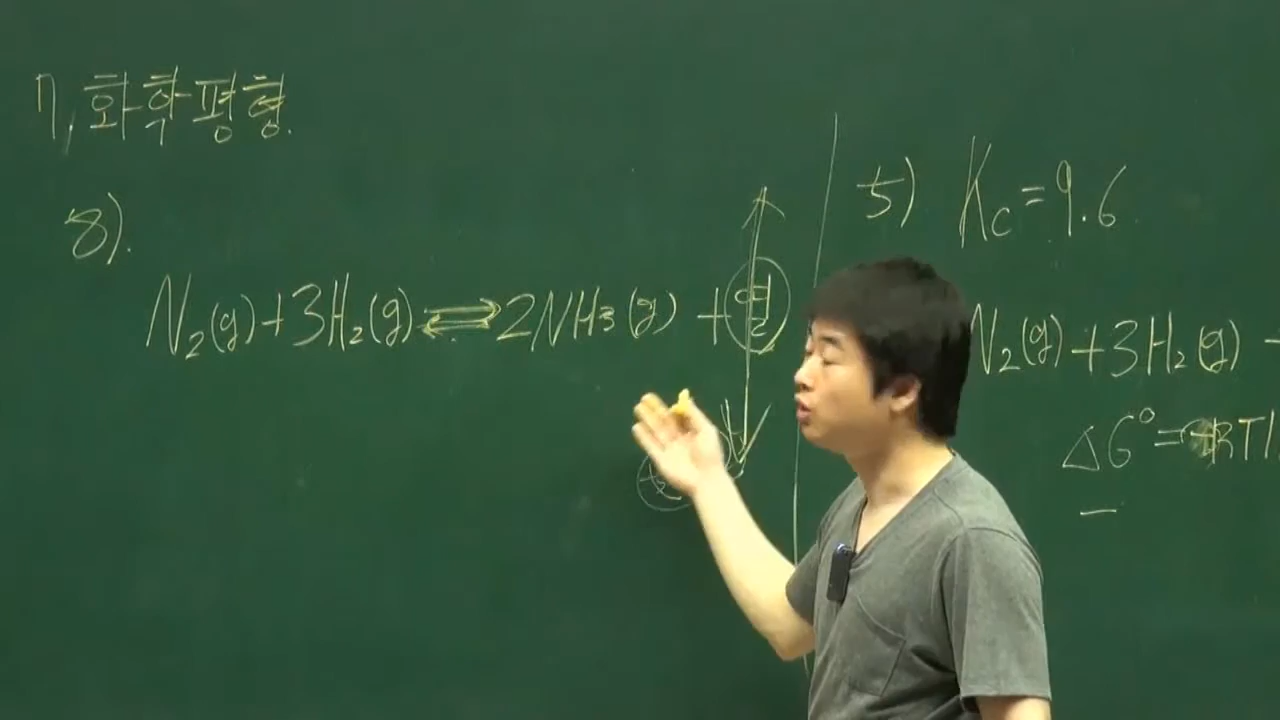 7, 화학평형.
8).
N₂(g)+3H₂(g)⇌2NH₃(g)+열
5) Kc=9.6
N₂(g)+3H₂(g)
△G°=-RTl